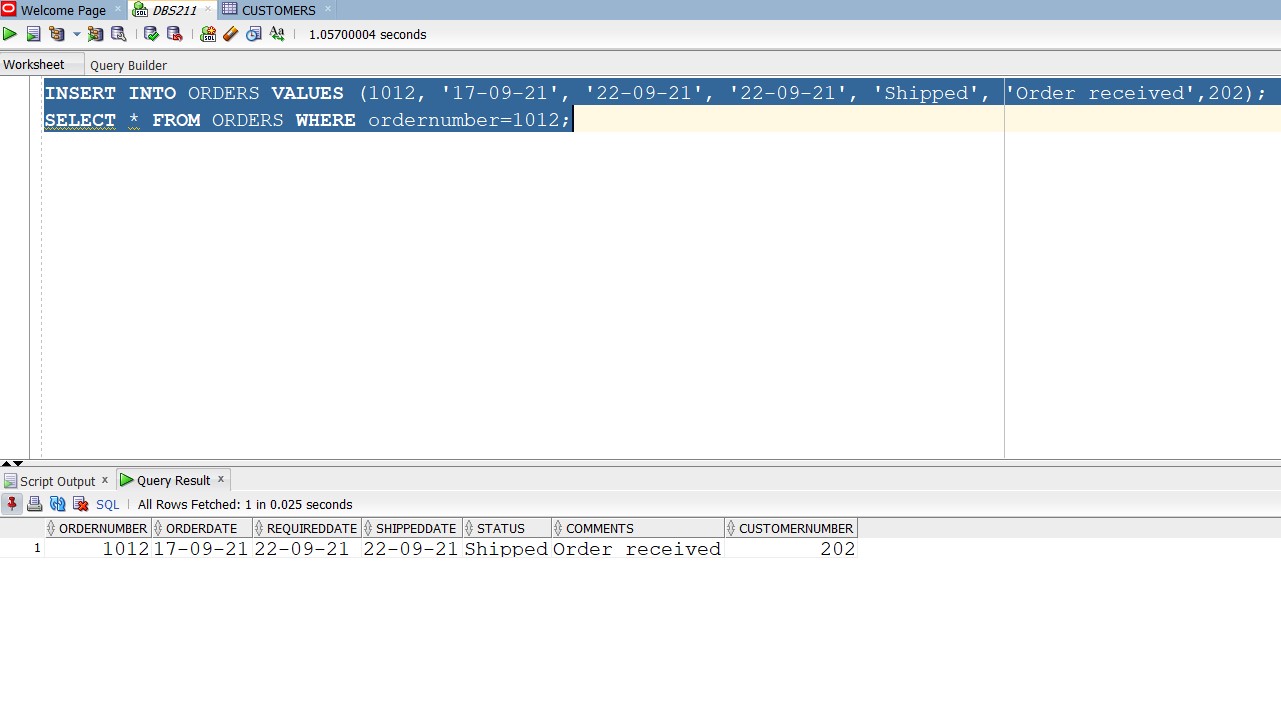 Welcome Page DBS211 CUSTOMERS
1.05700004 seconds
Worksheet Query Builder
INSERT INTO ORDERS VALUES (1012, '17-09-21', '22-09-21', '22-09-21', 'Shipped', 'Order received',202);
SELECT * FROM ORDERS WHERE ordernumber=1012;
Script Output Query Result
SQL All Rows Fetched: 1 in 0.025 seconds
ORDERNUMBER ORDERDATE REQUIREDDATE SHIPPEDDATE STATUS COMMENTS CUSTOMERNUMBER
1 1012 17-09-21 22-09-21 22-09-21 Shipped Order received 202